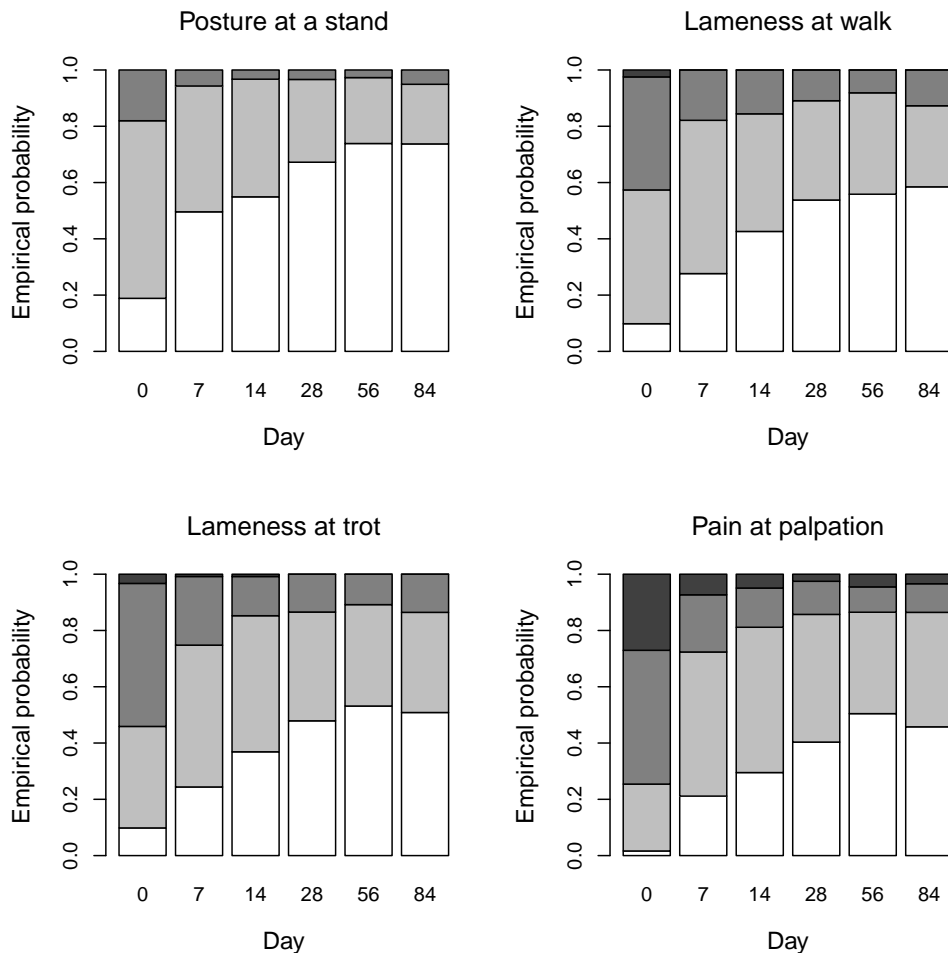 Posture at a stand
Empirical probability
0.0 0.2 0.4 0.6 0.8 1.0
0 7 14 28 56 84
Day
Lameness at walk
Empirical probability
0.0 0.2 0.4 0.6 0.8 1.0
0 7 14 28 56 84
Day
Lameness at trot
Empirical probability
0.0 0.2 0.4 0.6 0.8 1.0
0 7 14 28 56 84
Day
Pain at palpation
Empirical probability
0.0 0.2 0.4 0.6 0.8 1.0
0 7 14 28 56 84
Day